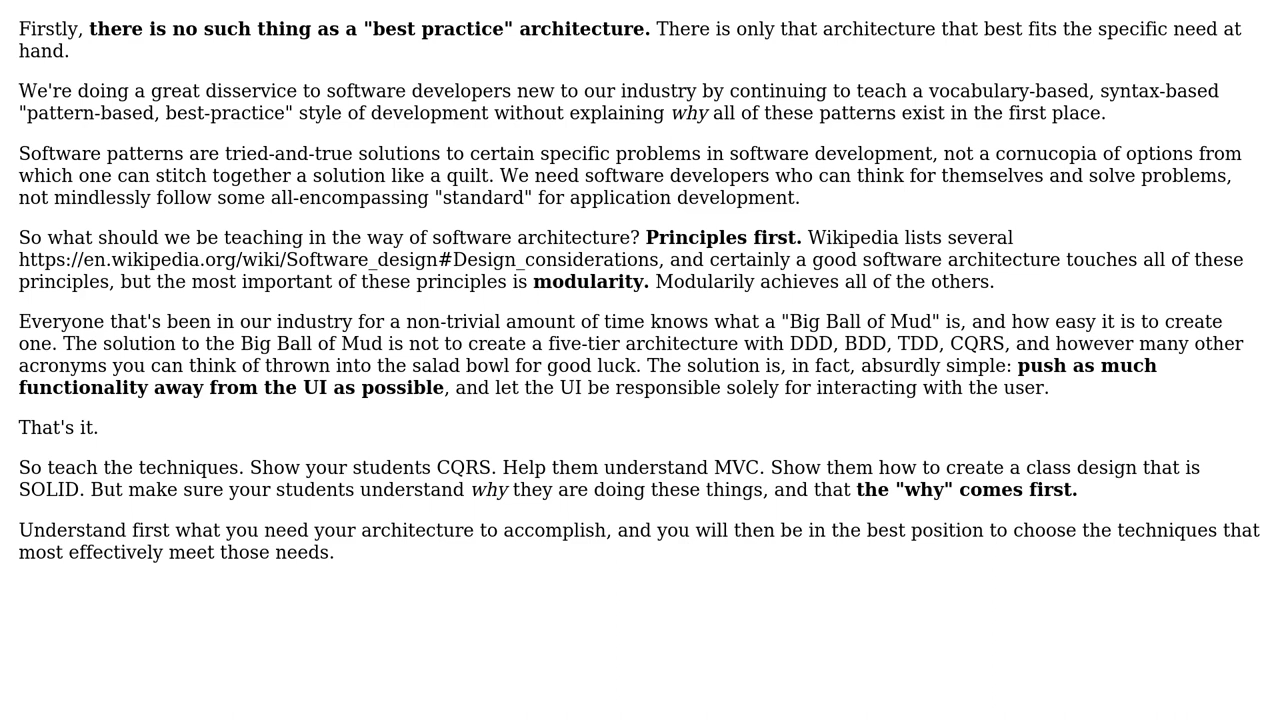 Firstly, there is no such thing as a "best practice" architecture. There is only that architecture that best fits the specific need at
hand.
We're doing a great disservice to software developers new to our industry by continuing to teach a vocabulary-based, syntax-based
"pattern-based, best-practice" style of development without explaining why all of these patterns exist in the first place.
Software patterns are tried-and-true solutions to certain specific problems in software development, not a cornucopia of options from
which one can stitch together a solution like a quilt. We need software developers who can think for themselves and solve problems,
not mindlessly follow some all-encompassing "standard" for application development.
So what should we be teaching in the way of software architecture? Principles first. Wikipedia lists several
https://en.wikipedia.org/wiki/Software_design#Design_considerations, and certainly a good software architecture touches all of these
principles, but the most important of these principles is modularity. Modularily achieves all of the others.
Everyone that's been in our industry for a non-trivial amount of time knows what a "Big Ball of Mud" is, and how easy it is to create
one. The solution to the Big Ball of Mud is not to create a five-tier architecture with DDD, BDD, TDD, CQRS, and however many other
acronyms you can think of thrown into the salad bowl for good luck. The solution is, in fact, absurdly simple: push as much
functionality away from the UI as possible, and let the UI be responsible solely for interacting with the user.
That's it.
So teach the techniques. Show your students CQRS. Help them understand MVC. Show them how to create a class design that is
SOLID. But make sure your students understand why they are doing these things, and that the "why" comes first.
Understand first what you need your architecture to accomplish, and you will then be in the best position to choose the techniques that
most effectively meet those needs.